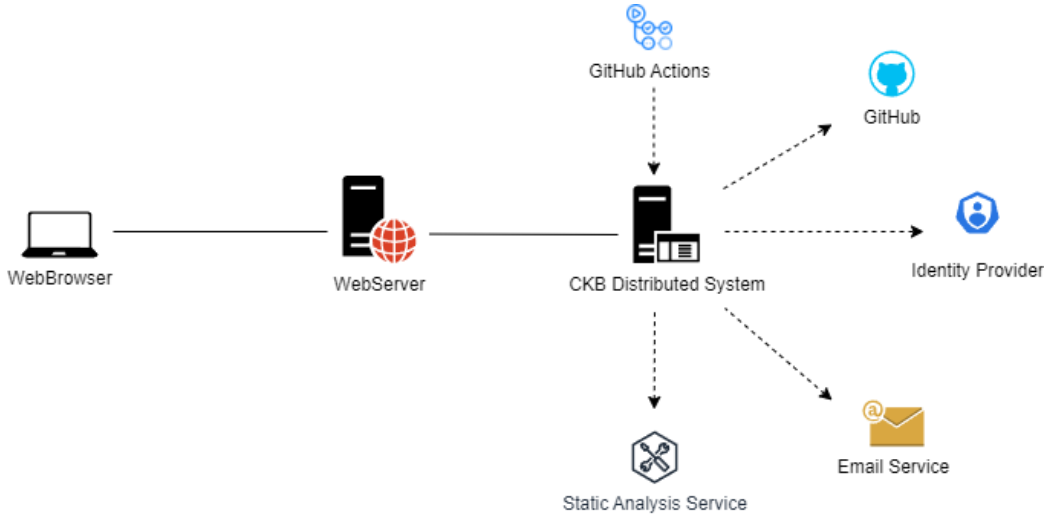 GitHub Actions
GitHub
WebBrowser
WebServer
CKB Distributed System
Identity Provider
@
Email Service
Static Analysis Service